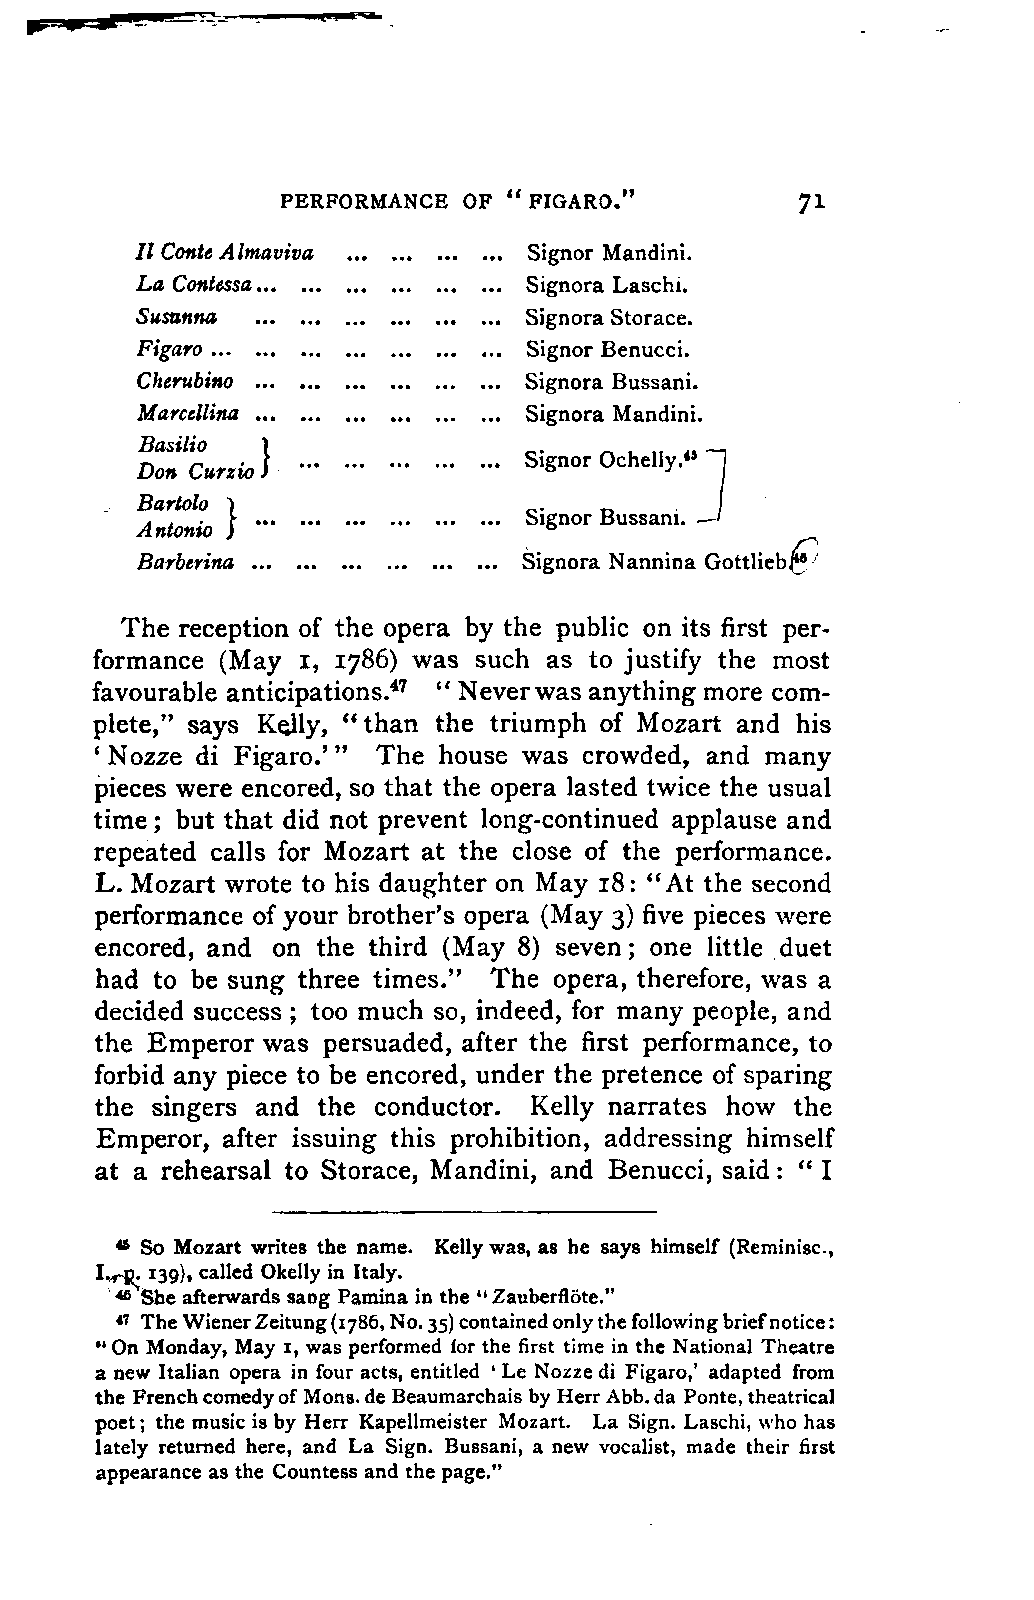 PERFORMANCE OF "FIGARO." 71
Il Conte Almaviva ... ... ... ... Signor Mandini.
La Contessa ... ... ... ... ... ... Signora Laschi.
Susanna ... ... ... ... ... ... Signora Storace.
Figaro ... ... ... ... ... ... ... Signor Benucci.
Cherubino ... ... ... ... ... ... Signora Bussani.
Marcellina ... ... ... ... ... ... Signora Mandini.
Basilio
Don Curzio } ... ... ... ... ... Signor Ochelly.45
Bartolo
Antonio } ... ... ... ... ... ... Signor Bussani.
Barberina ... ... ... ... ... ... Signora Nannina Gottlieb.46
The reception of the opera by the public on its first per-
formance (May 1, 1786) was such as to justify the most
favourable anticipations.47 "Never was anything more com-
plete," says Kelly, "than the triumph of Mozart and his
'Nozze di Figaro.'" The house was crowded, and many
pieces were encored, so that the opera lasted twice the usual
time; but that did not prevent long-continued applause and
repeated calls for Mozart at the close of the performance.
L. Mozart wrote to his daughter on May 18: "At the second
performance of your brother's opera (May 3) five pieces were
encored, and on the third (May 8) seven; one little duet
had to be sung three times." The opera, therefore, was a
decided success; too much so, indeed, for many people, and
the Emperor was persuaded, after the first performance, to
forbid any piece to be encored, under the pretence of sparing
the singers and the conductor. Kelly narrates how the
Emperor, after issuing this prohibition, addressing himself
at a rehearsal to Storace, Mandini, and Benucci, said: "I
45 So Mozart writes the name. Kelly was, as he says himself (Reminisc.,
I., p. 139), called Okelly in Italy.
46 She afterwards sang Pamina in the "Zauberflöte."
47 The Wiener Zeitung (1786, No. 35) contained only the following brief notice:
"On Monday, May 1, was performed for the first time in the National Theatre
a new Italian opera in four acts, entitled 'Le Nozze di Figaro,' adapted from
the French comedy of Mons. de Beaumarchais by Herr Abb. da Ponte, theatrical
poet; the music is by Herr Kapellmeister Mozart. La Sign. Laschi, who has
lately returned here, and La Sign. Bussani, a new vocalist, made their first
appearance as the Countess and the page."